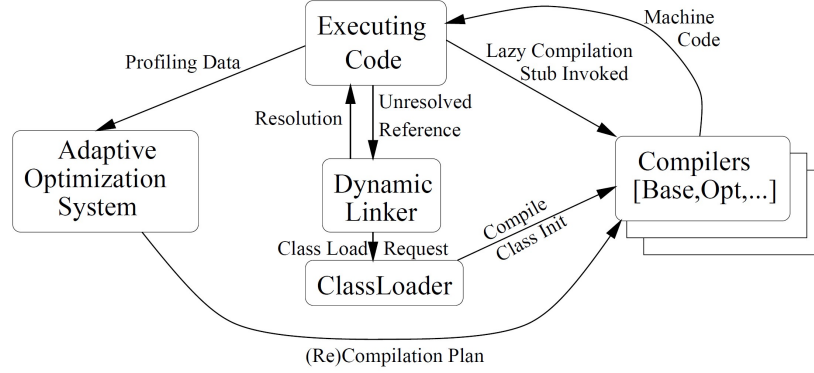 Executing
Code
Machine
Code
Profiling Data
Lazy Compilation
Stub Invoked
Resolution
Unresolved
Reference
Adaptive
Optimization
System
Dynamic
Linker
Compilers
[Base,Opt,...]
Class Load Request
Compile
Class Init
ClassLoader
(Re)Compilation Plan